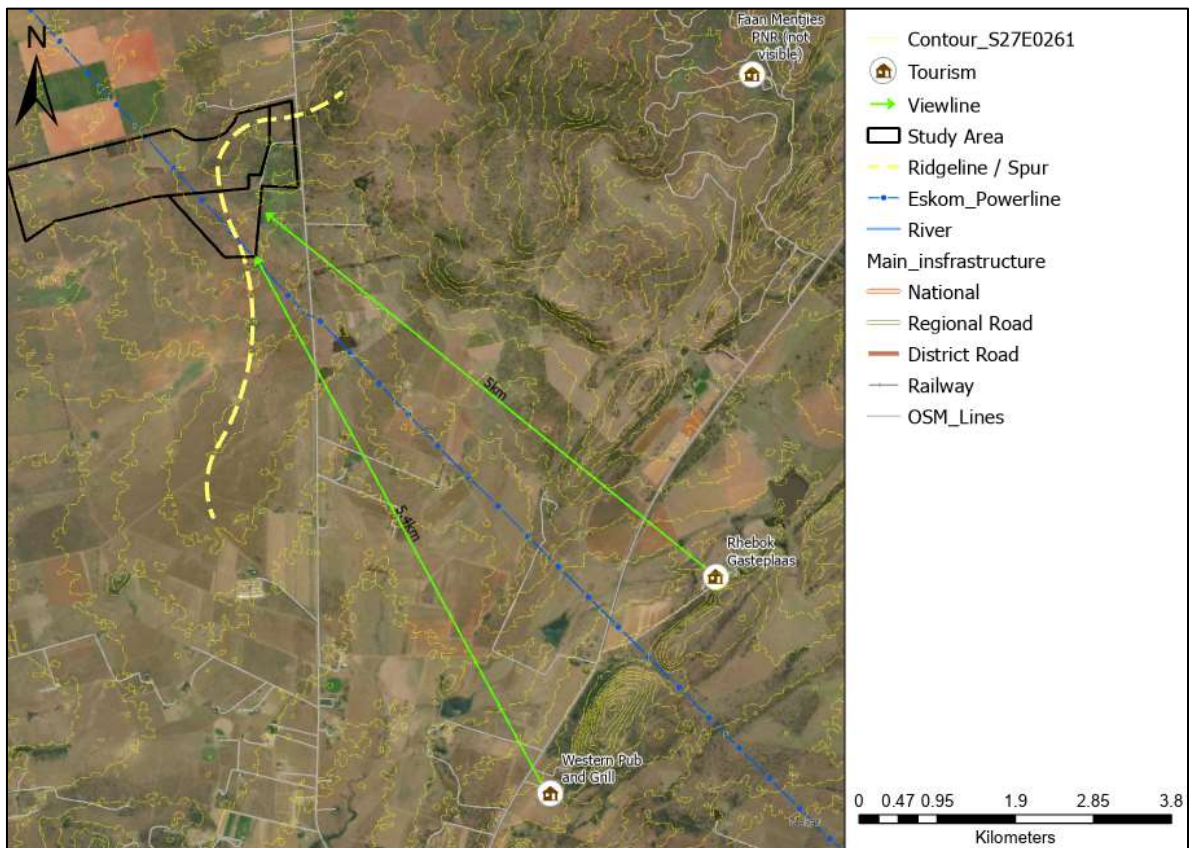 N
Faan Mentjies
PNR (not
visible)
5km
5.4km
Rhebok
Gasteplaas
Western Pub
and Grill
Contour_S27E0261
Tourism
Viewline
Study Area
Ridgeline / Spur
Eskom_Powerline
River
Main_insfrastructure
National
Regional Road
District Road
Railway
OSM_Lines
0 0.47 0.95 1.9 2.85 3.8
Kilometers